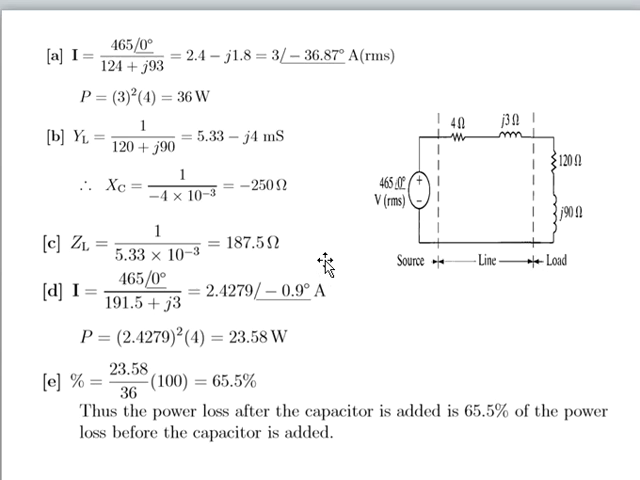 [a] I = 465/0° / 124 + j93 = 2.4 − j1.8 = 3/− 36.87° A(rms)
P = (3)²(4) = 36 W
[b] Y_L = 1 / 120 + j90 = 5.33 − j4 mS
∴ X_C = 1 / −4 × 10⁻³ = −250 Ω
[c] Z_L = 1 / 5.33 × 10⁻³ = 187.5 Ω
[d] I = 465/0° / 191.5 + j3 = 2.4279/− 0.9° A
P = (2.4279)²(4) = 23.58 W
[e] % = 23.58 / 36 (100) = 65.5%
Thus the power loss after the capacitor is added is 65.5% of the power
loss before the capacitor is added.
4 Ω j3 Ω
120 Ω
465/0°
V (rms)
+
−
j90 Ω
Source Line Load